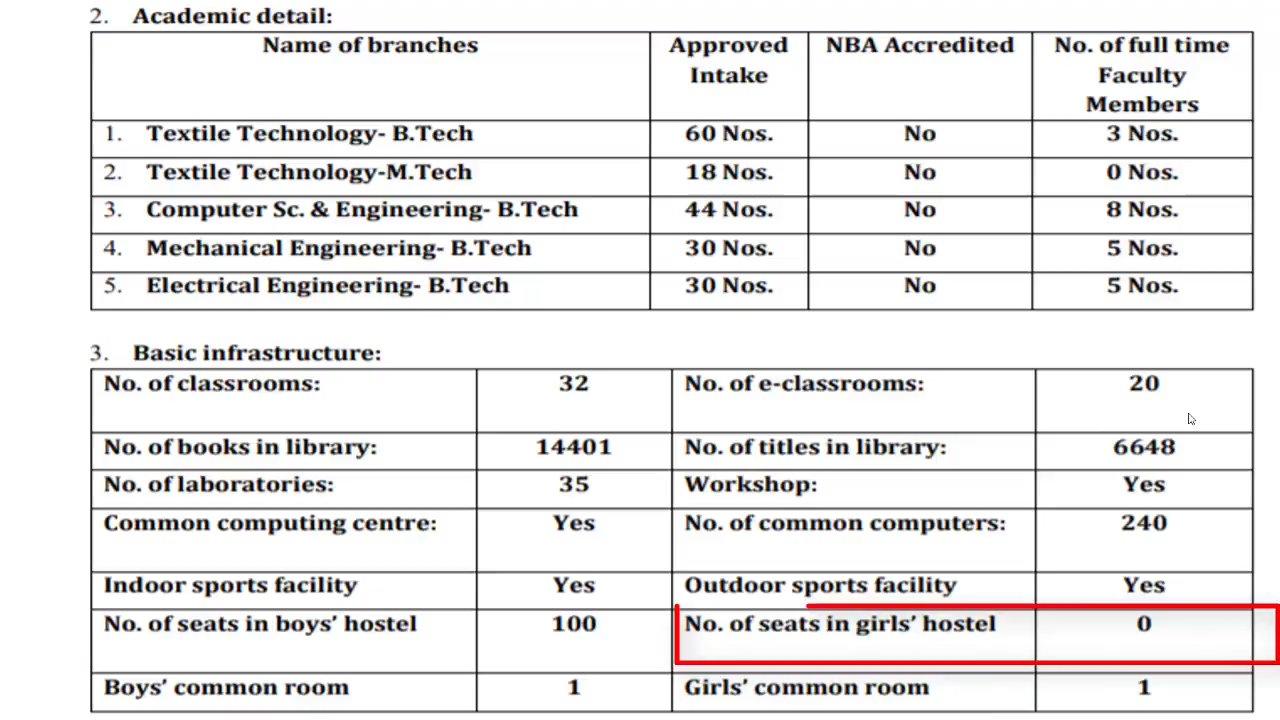 2. Academic detail:
Name of branches Approved Intake NBA Accredited No. of full time Faculty Members
1. Textile Technology- B.Tech 60 Nos. No 3 Nos.
2. Textile Technology-M.Tech 18 Nos. No 0 Nos.
3. Computer Sc. & Engineering- B.Tech 44 Nos. No 8 Nos.
4. Mechanical Engineering- B.Tech 30 Nos. No 5 Nos.
5. Electrical Engineering- B.Tech 30 Nos. No 5 Nos.
3. Basic infrastructure:
No. of classrooms: 32 No. of e-classrooms: 20
No. of books in library: 14401 No. of titles in library: 6648
No. of laboratories: 35 Workshop: Yes
Common computing centre: Yes No. of common computers: 240
Indoor sports facility Yes Outdoor sports facility Yes
No. of seats in boys’ hostel 100 No. of seats in girls’ hostel 0
Boys’ common room 1 Girls’ common room 1